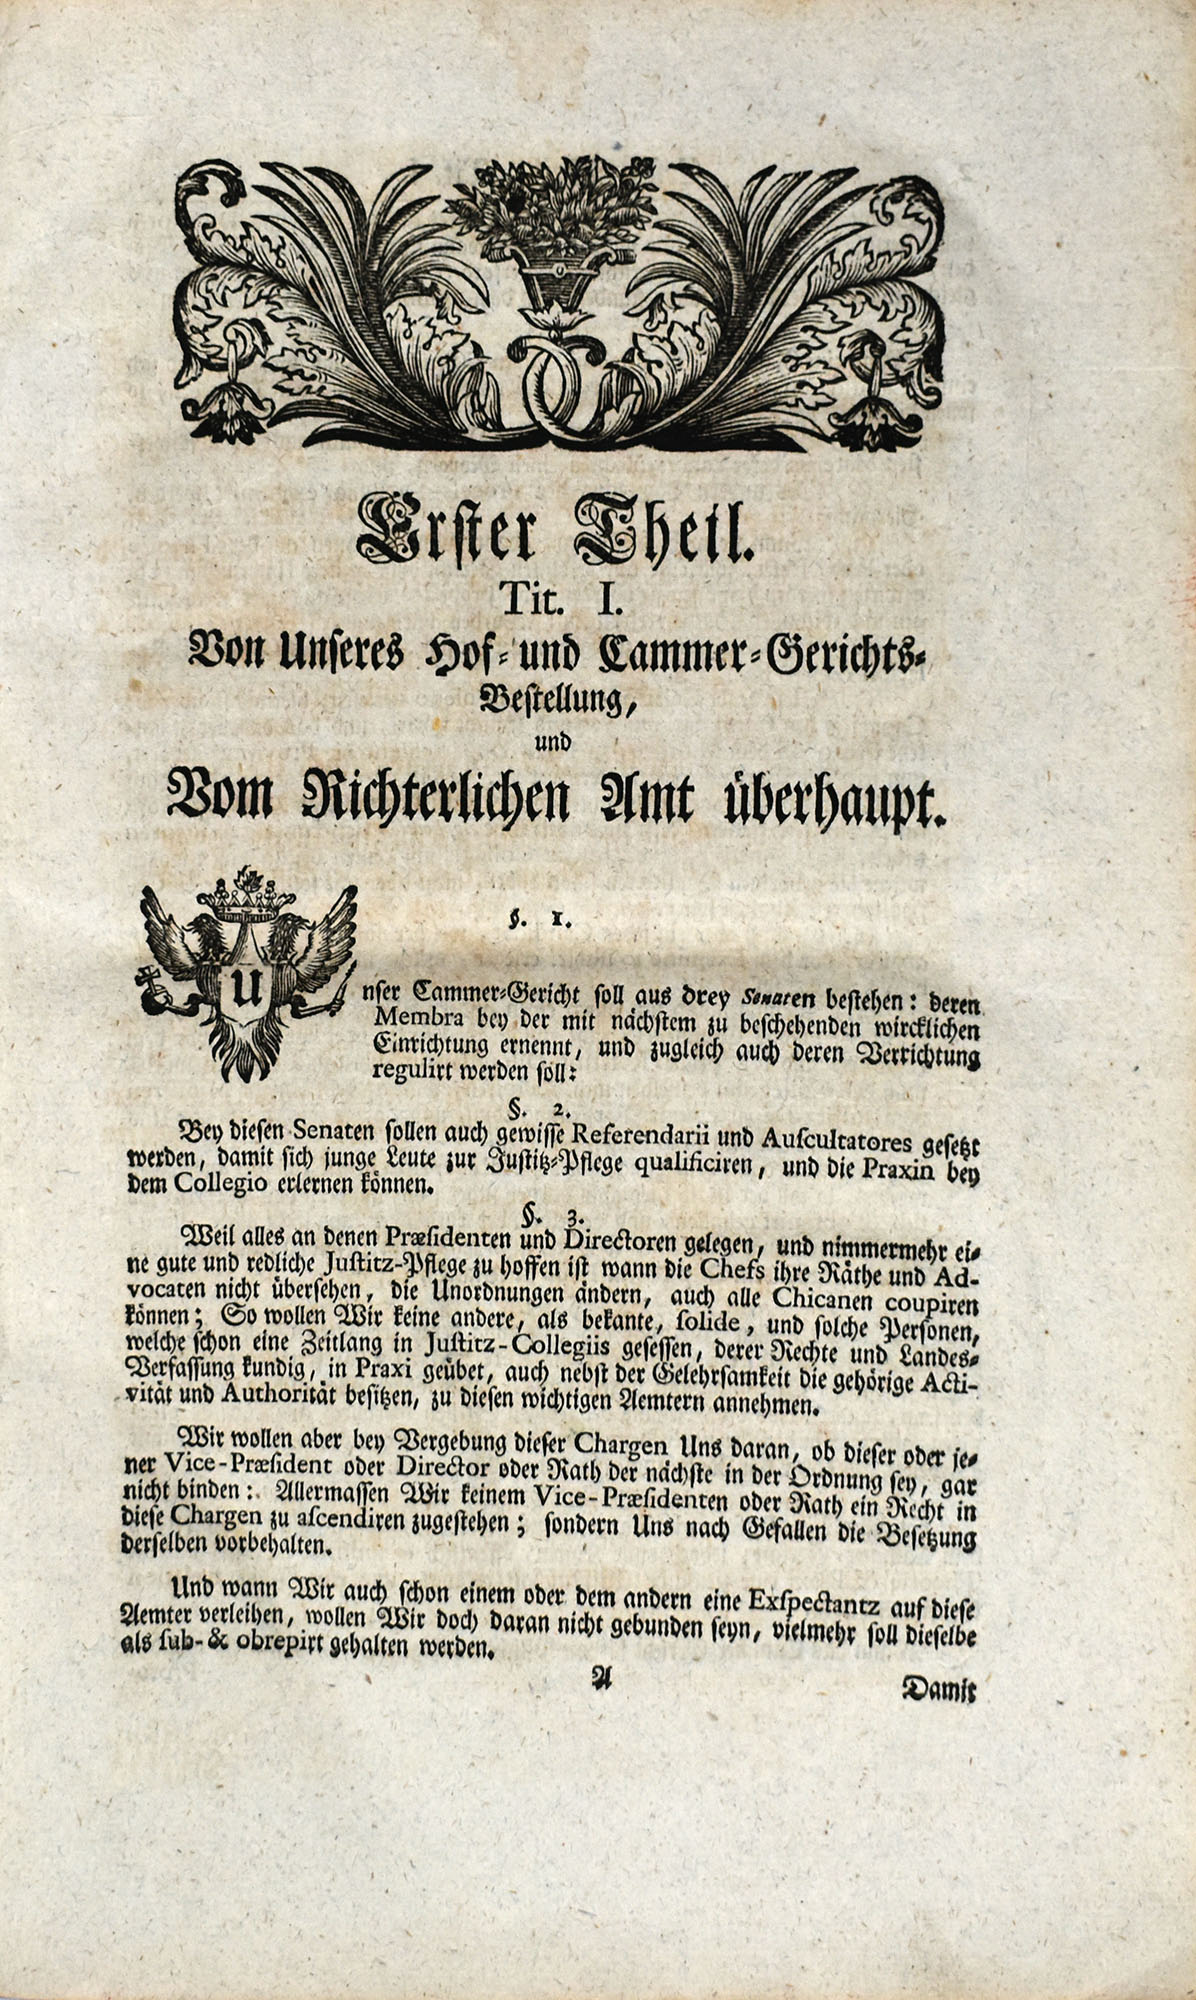 Erster Theil.
Tit. I.
Von Unseres Hof- und Cammer-Gerichts-
Bestellung,
und
Vom Richterlichen Amt überhaupt.
§. 1.
Unser Cammer-Gericht soll aus drey Senaten bestehen: deren
Membra bey der mit nächstem zu beschehenden wircklichen
Einrichtung ernennt, und zugleich auch deren Verrichtung
regulirt werden soll:
§. 2.
Bey diesen Senaten sollen auch gewisse Referendarii und Auscultatores gesetzt
werden, damit sich junge Leute zur Justitz-Pflege qualificiren, und die Praxin bey
dem Collegio erlernen können.
§. 3.
Weil alles an denen Præsidenten und Directoren gelegen, und nimmermehr ei-
ne gute und redliche Justitz-Pflege zu hoffen ist wann die Chefs ihre Räthe und Ad-
vocaten nicht übersehen, die Unordnungen ändern, auch alle Chicanen coupiren
können; So wollen Wir keine andere, als bekante, solide, und solche Personen,
welche schon eine Zeitlang in Justitz-Collegiis gesessen, derer Rechte und Landes-
Verfassung kundig, in Praxi geübet, auch nebst der Gelehrsamkeit die gehörige Acti-
vität und Authorität besitzen, zu diesen wichtigen Aemtern annehmen.
Wir wollen aber bey Vergebung dieser Chargen Uns daran, ob dieser oder je-
ner Vice-Præsident oder Director oder Rath der nächste in der Ordnung sey, gar
nicht binden: Allermassen Wir keinem Vice-Præsidenten oder Rath ein Recht in
diese Chargen zu ascendiren zugestehen; sondern Uns nach Gefallen die Besetzung
derselben vorbehalten.
Und wann Wir auch schon einem oder dem andern eine Exspectantz auf diese
Aemter verleihen, wollen Wir doch daran nicht gebunden seyn, vielmehr soll dieselbe
als sub- & obrepirt gehalten werden.
A
Damit